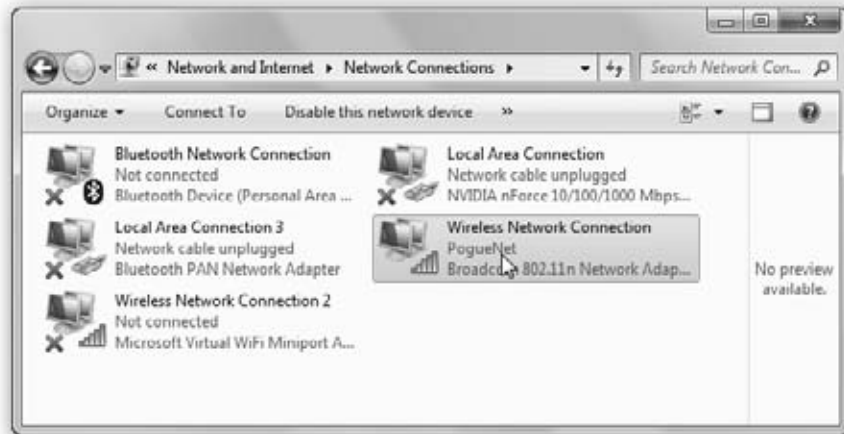 « Network and Internet ▸ Network Connections ▸
Search Network Con...
Organize ▾ Connect To Disable this network device »
Bluetooth Network Connection
Not connected
Bluetooth Device (Personal Area ...
Local Area Connection
Network cable unplugged
NVIDIA nForce 10/100/1000 Mbps...
Local Area Connection 3
Network cable unplugged
Bluetooth PAN Network Adapter
Wireless Network Connection
PogueNet
802.11n Network Adap...
Wireless Network Connection 2
Not connected
Microsoft Virtual WiFi Miniport A...
No preview
available.